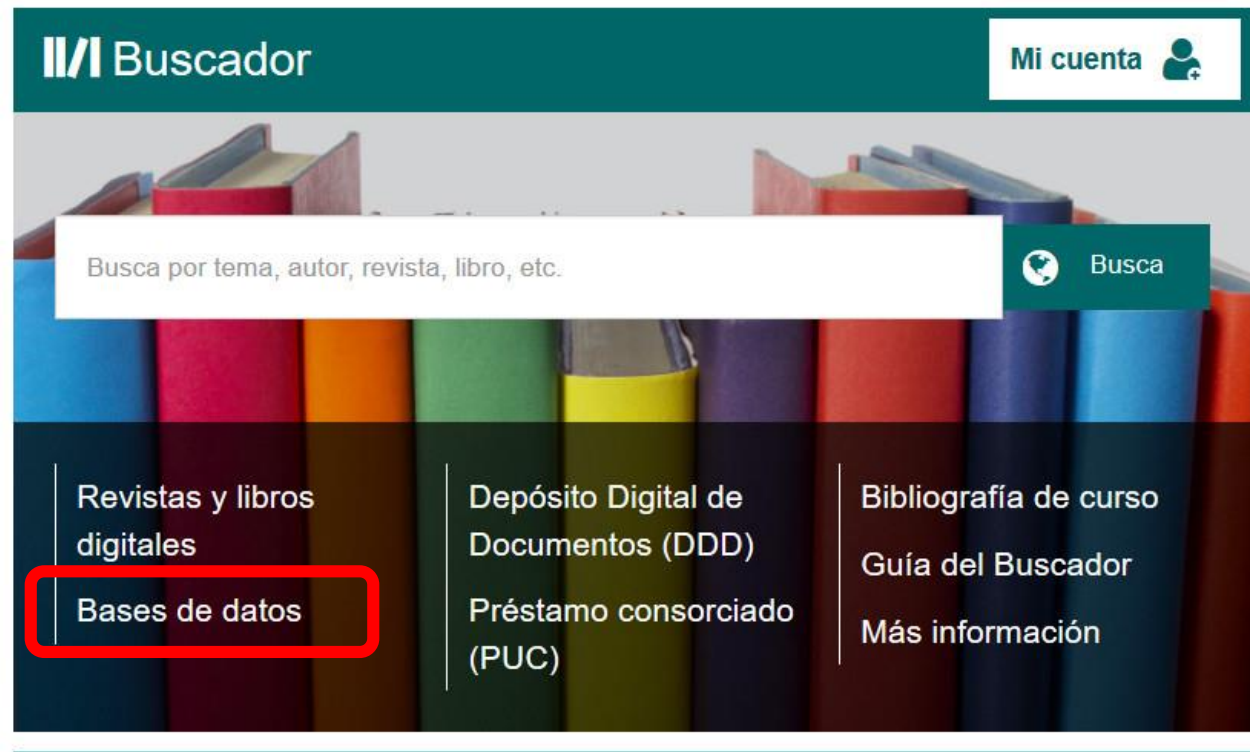 Buscador
Mi cuenta
Busca por tema, autor, revista, libro, etc.
Busca
Revistas y libros
digitales
Bases de datos
Depósito Digital de
Documentos (DDD)
Préstamo consorciado
(PUC)
Bibliografía de curso
Guía del Buscador
Más información